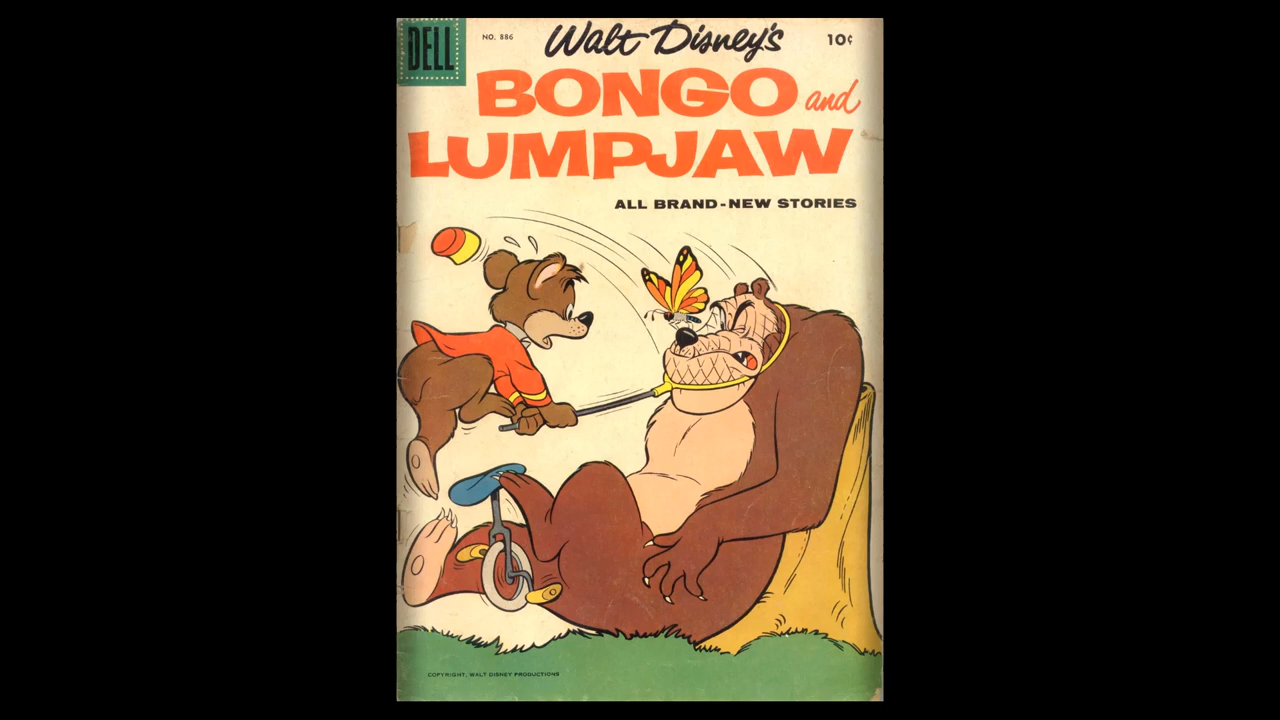 DELL
NO. 886
Walt Disney's
10¢
BONGO and
LUMPJAW
ALL BRAND-NEW STORIES
COPYRIGHT, WALT DISNEY PRODUCTIONS